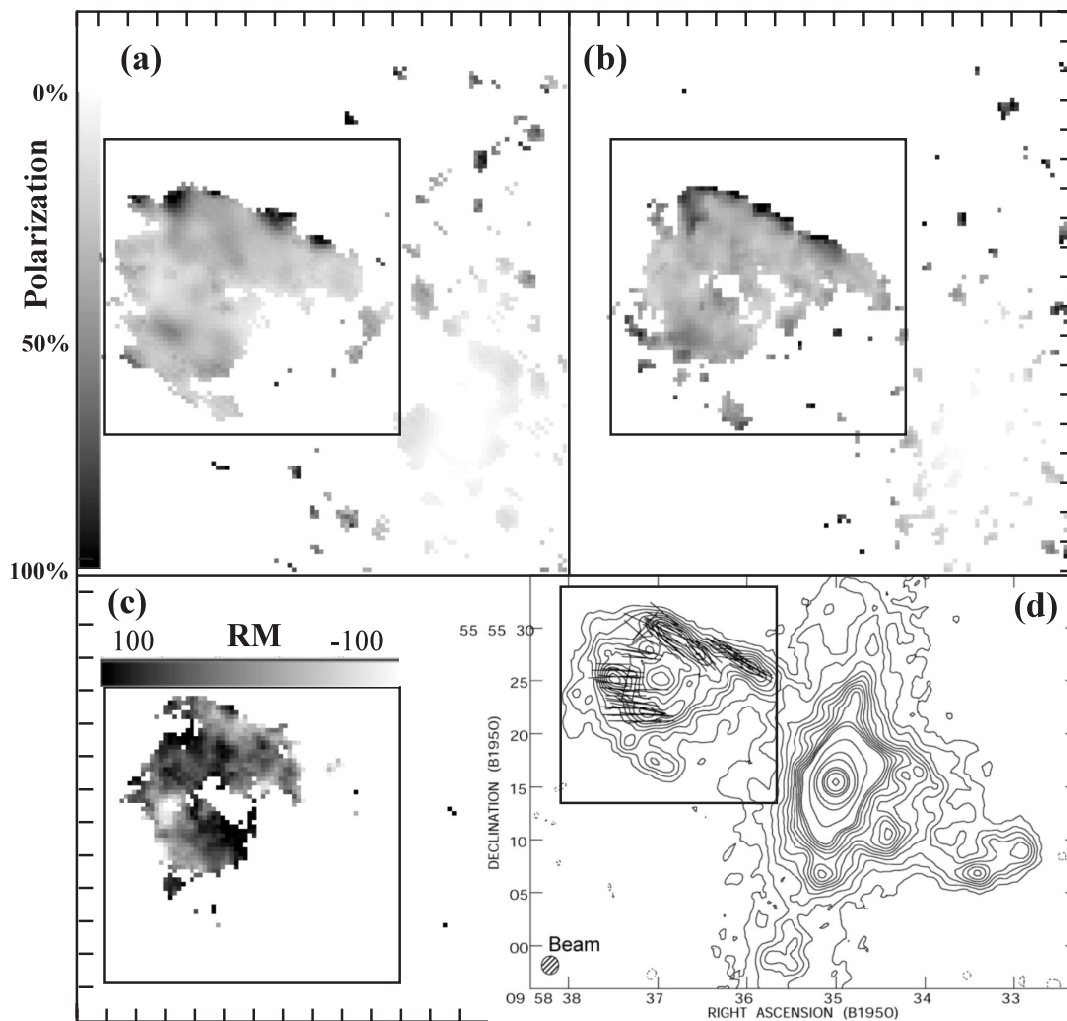 (a)
(b)
0%
Polarization
50%
100%
(c)
100 RM -100
(d)
55 55 30
25
20
15
10
05
00
DECLINATION (B1950)
Beam
09 58 38 37 36 35 34 33
RIGHT ASCENSION (B1950)